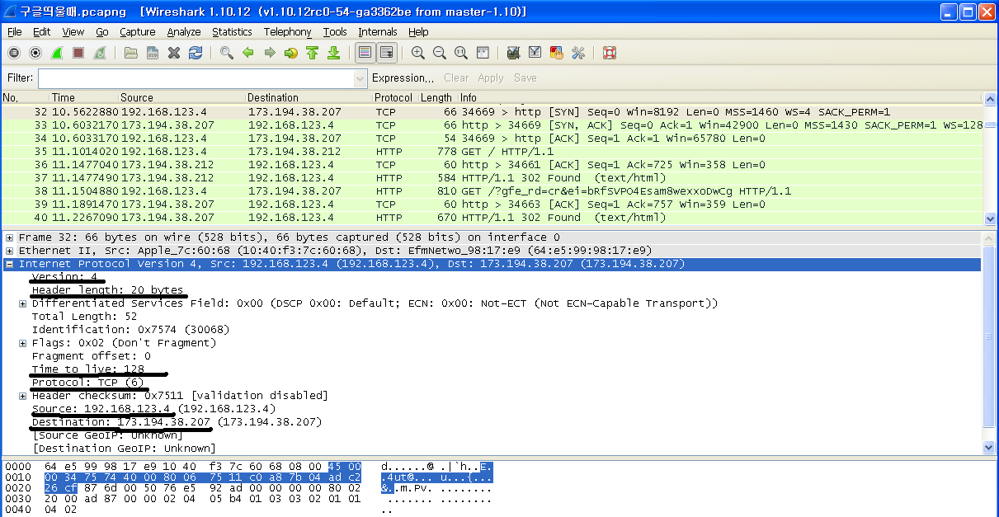 구글띄울때.pcapng [Wireshark 1.10.12 (v1.10.12rc0-54-ga3362be from master-1.10)]
File Edit View Go Capture Analyze Statistics Telephony Tools Internals Help
Filter: Expression... Clear Apply Save
No. Time Source Destination Protocol Length Info
32 10.5622880 192.168.123.4 173.194.38.207 TCP 66 34669 > http [SYN] Seq=0 Win=8192 Len=0 MSS=1460 WS=4 SACK_PERM=1
33 10.6032170 173.194.38.207 192.168.123.4 TCP 66 http > 34669 [SYN, ACK] Seq=0 Ack=1 Win=42900 Len=0 MSS=1430 SACK_PERM=1 WS=128
34 10.6033170 192.168.123.4 173.194.38.207 TCP 54 34669 > http [ACK] Seq=1 Ack=1 Win=65780 Len=0
35 11.1014020 192.168.123.4 173.194.38.212 HTTP 778 GET / HTTP/1.1
36 11.1477040 173.194.38.212 192.168.123.4 TCP 60 http > 34661 [ACK] Seq=1 Ack=725 Win=358 Len=0
37 11.1477490 173.194.38.212 192.168.123.4 HTTP 584 HTTP/1.1 302 Found (text/html)
38 11.1504880 192.168.123.4 173.194.38.207 HTTP 810 GET /?gfe_rd=cr&ei=bRfSVPO4Esam8wexxoDwCg HTTP/1.1
39 11.1891470 173.194.38.207 192.168.123.4 TCP 60 http > 34663 [ACK] Seq=1 Ack=757 Win=359 Len=0
40 11.2267090 173.194.38.207 192.168.123.4 HTTP 670 HTTP/1.1 302 Found (text/html)
Frame 32: 66 bytes on wire (528 bits), 66 bytes captured (528 bits) on interface 0
Ethernet II, Src: Apple_7c:60:68 (10:40:f3:7c:60:68), Dst: EfmNetwo_98:17:e9 (64:e5:99:98:17:e9)
Internet Protocol Version 4, Src: 192.168.123.4 (192.168.123.4), Dst: 173.194.38.207 (173.194.38.207)
Version: 4
Header length: 20 bytes
Differentiated Services Field: 0x00 (DSCP 0x00: Default; ECN: 0x00: Not-ECT (Not ECN-Capable Transport))
Total Length: 52
Identification: 0x7574 (30068)
Flags: 0x02 (Don't Fragment)
Fragment offset: 0
Time to live: 128
Protocol: TCP (6)
Header checksum: 0x7511 [validation disabled]
Source: 192.168.123.4 (192.168.123.4)
Destination: 173.194.38.207 (173.194.38.207)
[Source GeoIP: Unknown]
[Destination GeoIP: Unknown]
0000 64 e5 99 98 17 e9 10 40 f3 7c 60 68 08 00 45 00 d......@ .|`h..E.
0010 00 34 75 74 40 00 80 06 75 11 c0 a8 7b 04 ad c2 .4ut@... u...{...
0020 26 cf 87 6d 00 50 76 e5 92 ad 00 00 00 00 80 02 &..m.Pv. ........
0030 20 00 ad 87 00 00 02 04 05 b4 01 03 03 02 01 01 ....... ........
0040 04 02 ..